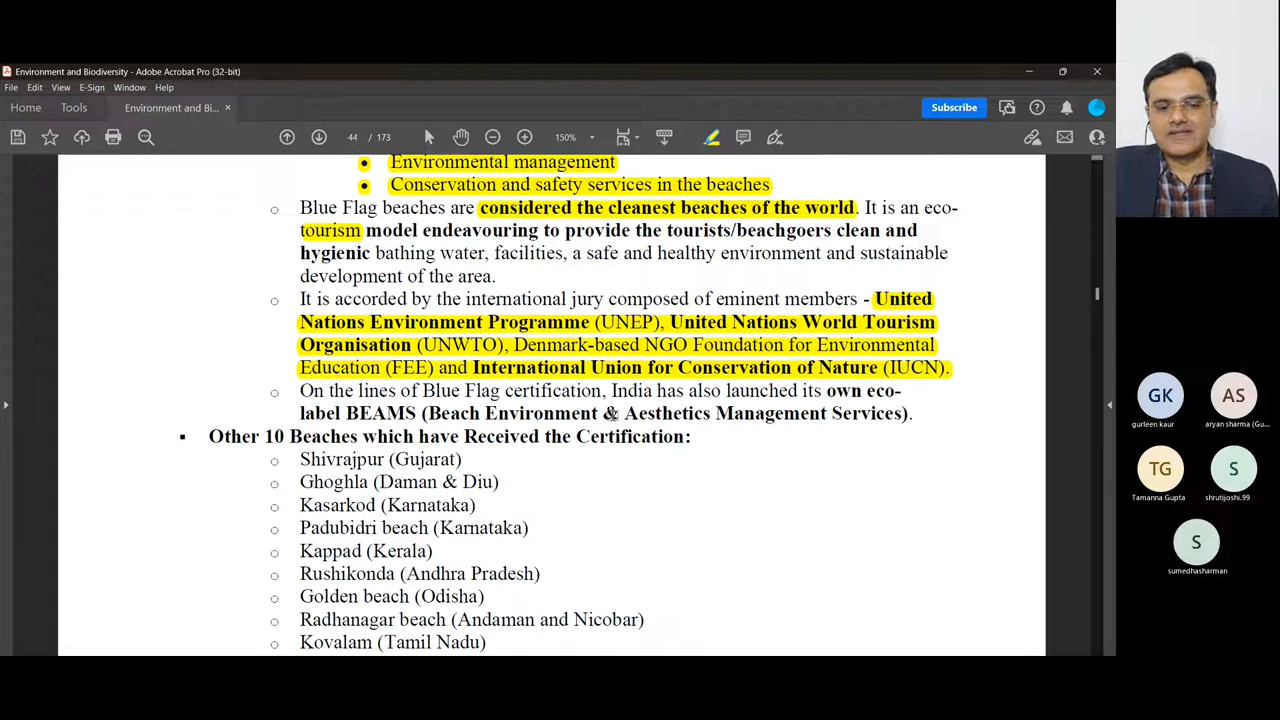 Environment and Biodiversity - Adobe Acrobat Pro (32-bit)
File Edit View E-Sign Window Help
Home Tools Environment and Bi... × Subscribe
44 / 173 150%
• Environmental management
• Conservation and safety services in the beaches
o Blue Flag beaches are considered the cleanest beaches of the world. It is an eco-
tourism model endeavouring to provide the tourists/beachgoers clean and
hygienic bathing water, facilities, a safe and healthy environment and sustainable
development of the area.
o It is accorded by the international jury composed of eminent members - United
Nations Environment Programme (UNEP), United Nations World Tourism
Organisation (UNWTO), Denmark-based NGO Foundation for Environmental
Education (FEE) and International Union for Conservation of Nature (IUCN).
o On the lines of Blue Flag certification, India has also launched its own eco-
label BEAMS (Beach Environment & Aesthetics Management Services).
▪ Other 10 Beaches which have Received the Certification:
o Shivrajpur (Gujarat)
o Ghoghla (Daman & Diu)
o Kasarkod (Karnataka)
o Padubidri beach (Karnataka)
o Kappad (Kerala)
o Rushikonda (Andhra Pradesh)
o Golden beach (Odisha)
o Radhanagar beach (Andaman and Nicobar)
o Kovalam (Tamil Nadu)
GK AS
gurleen kaur aryan sharma (Gu...
TG S
Tamanna Gupta shrutijoshi.99
S
sumedhasharman